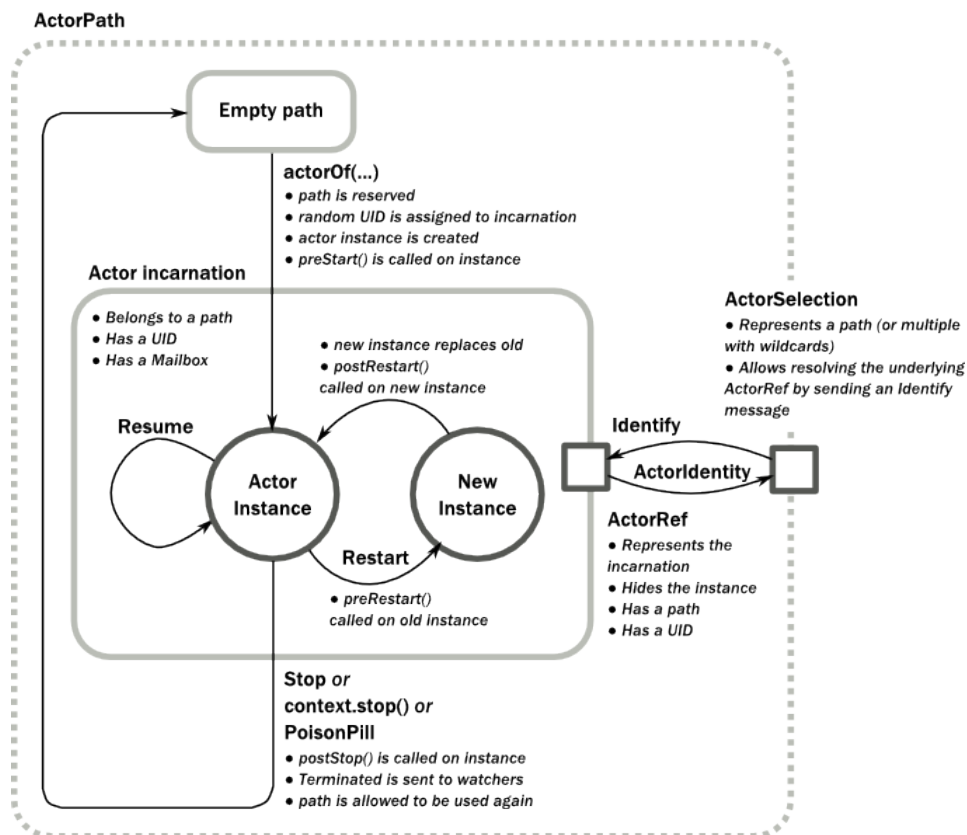 ActorPath
Empty path
actorOf(...)
● path is reserved
● random UID is assigned to incarnation
● actor instance is created
● preStart() is called on instance
Actor incarnation
● Belongs to a path
● Has a UID
● Has a Mailbox
● new instance replaces old
● postRestart()
called on new instance
Resume
Actor
Instance
New
Instance
Restart
● preRestart()
called on old instance
ActorSelection
● Represents a path (or multiple
with wildcards)
● Allows resolving the underlying
ActorRef by sending an Identify
message
Identify
ActorIdentity
ActorRef
● Represents the
incarnation
● Hides the instance
● Has a path
● Has a UID
Stop or
context.stop() or
PoisonPill
● postStop() is called on instance
● Terminated is sent to watchers
● path is allowed to be used again